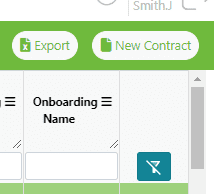 Smith.J
Export
New Contract
Onboarding
Name